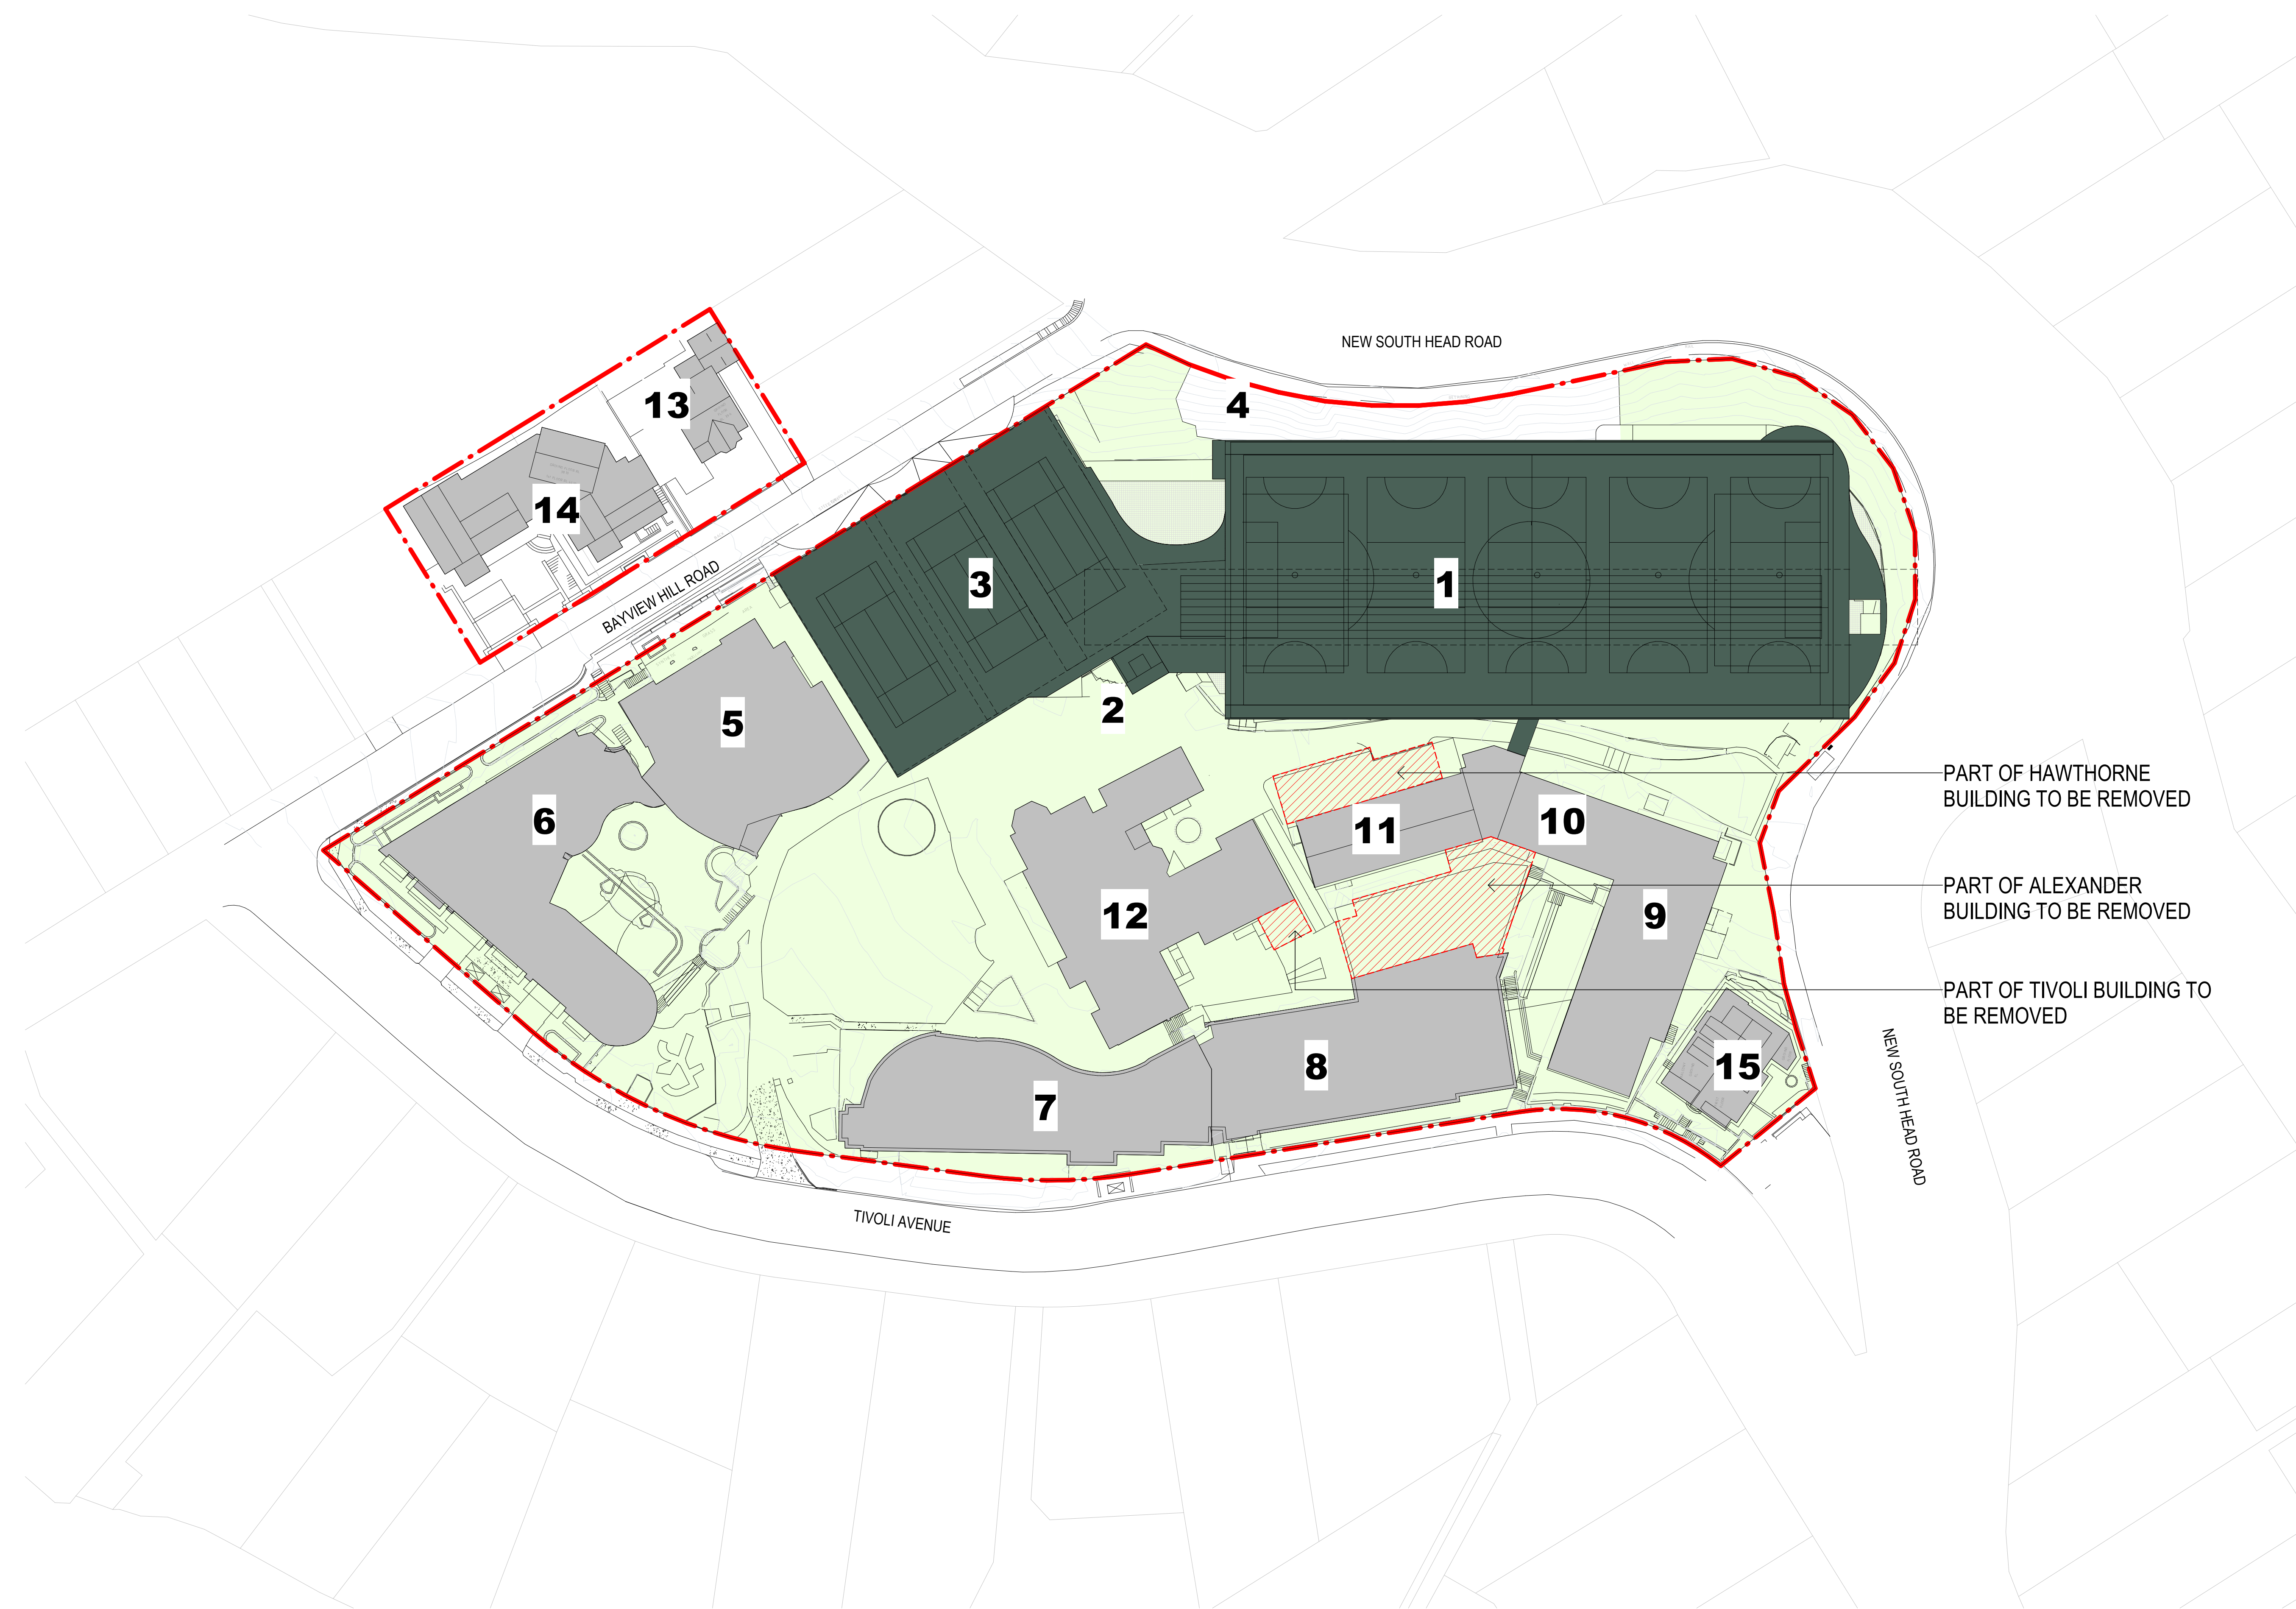 NEW SOUTH HEAD ROAD
13
4
14
BAYVIEW HILL ROAD
3
1
5
2
PART OF HAWTHORNE
BUILDING TO BE REMOVED
6
11
10
PART OF ALEXANDER
BUILDING TO BE REMOVED
12
9
PART OF TIVOLI BUILDING TO
BE REMOVED
8
15
7
NEW SOUTH HEAD ROAD
TIVOLI AVENUE